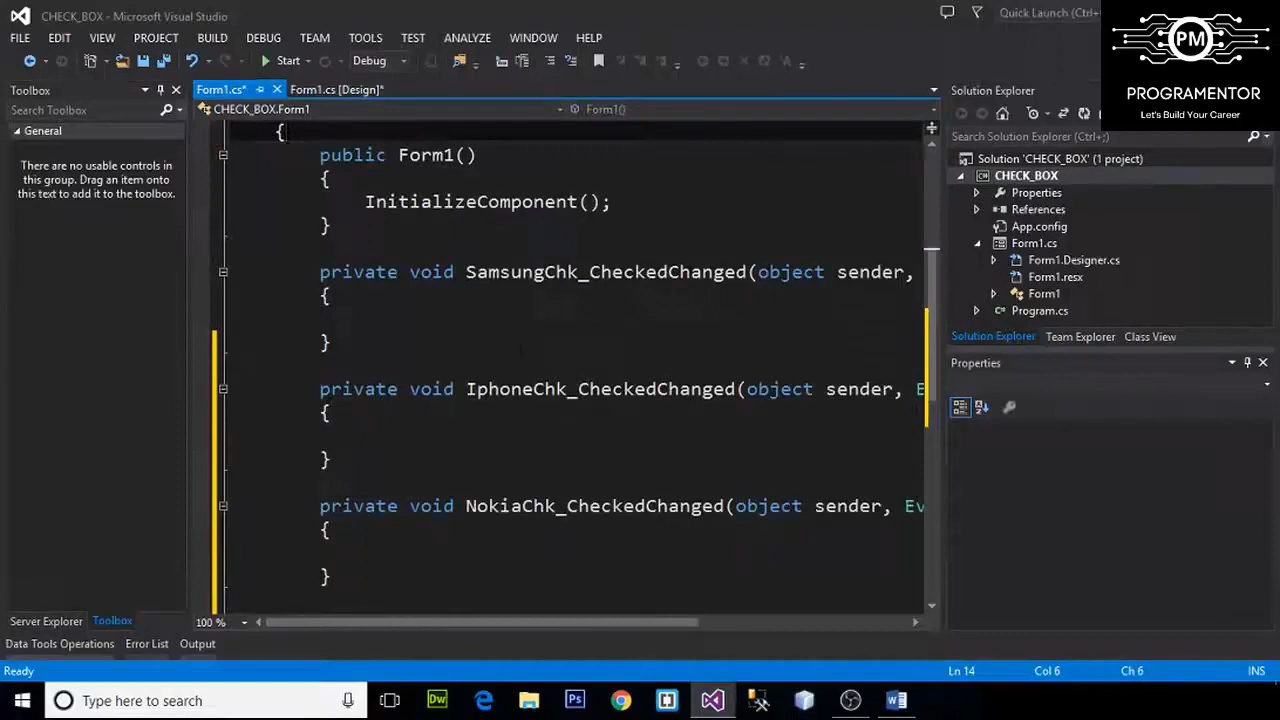 CHECK_BOX - Microsoft Visual Studio
Quick Launch (Ctrl+
FILE EDIT VIEW PROJECT BUILD DEBUG TEAM TOOLS TEST ANALYZE WINDOW HELP
Start Debug
PM
PROGRAMENTOR
Let's Build Your Career
Toolbox
Search Toolbox
General
There are no usable controls in
this group. Drag an item onto
this text to add it to the toolbox.
Form1.cs* Form1.cs [Design]*
CHECK_BOX.Form1 Form1()
{
public Form1()
{
InitializeComponent();
}
private void SamsungChk_CheckedChanged(object sender,
{
}
private void IphoneChk_CheckedChanged(object sender, E
{
}
private void NokiaChk_CheckedChanged(object sender, Ev
{
}
100 %
Solution Explorer
Search Solution Explorer (Ctrl+;)
Solution 'CHECK_BOX' (1 project)
C# CHECK_BOX
Properties
References
App.config
Form1.cs
Form1.Designer.cs
Form1.resx
Form1
Program.cs
Solution Explorer Team Explorer Class View
Properties
Server Explorer Toolbox
Data Tools Operations Error List Output
Ready Ln 14 Col 6 Ch 6 INS
Type here to search
Dw
Ps